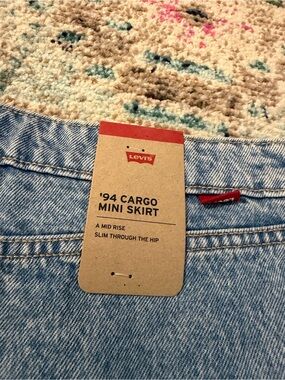 Levi's
'94 CARGO
MINI SKIRT
A MID RISE
SLIM THROUGH THE HIP